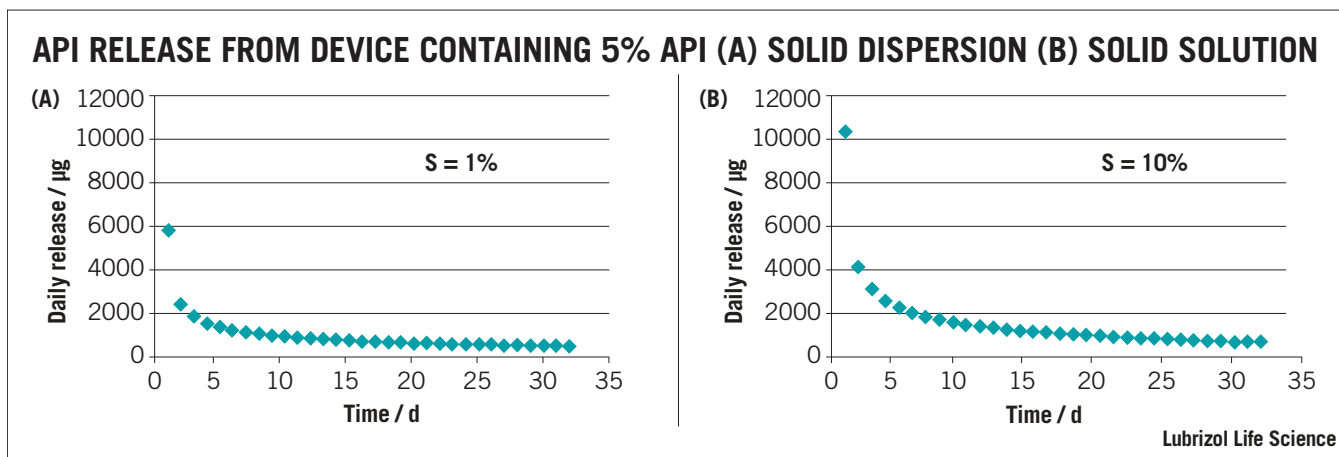 API RELEASE FROM DEVICE CONTAINING 5% API (A) SOLID DISPERSION (B) SOLID SOLUTION
(A)
12000
10000
8000
6000
4000
2000
0
Daily release / µg
S = 1%
0 5 10 15 20 25 30 35
Time / d
(B)
12000
10000
8000
6000
4000
2000
0
Daily release / µg
S = 10%
0 5 10 15 20 25 30 35
Time / d
Lubrizol Life Science